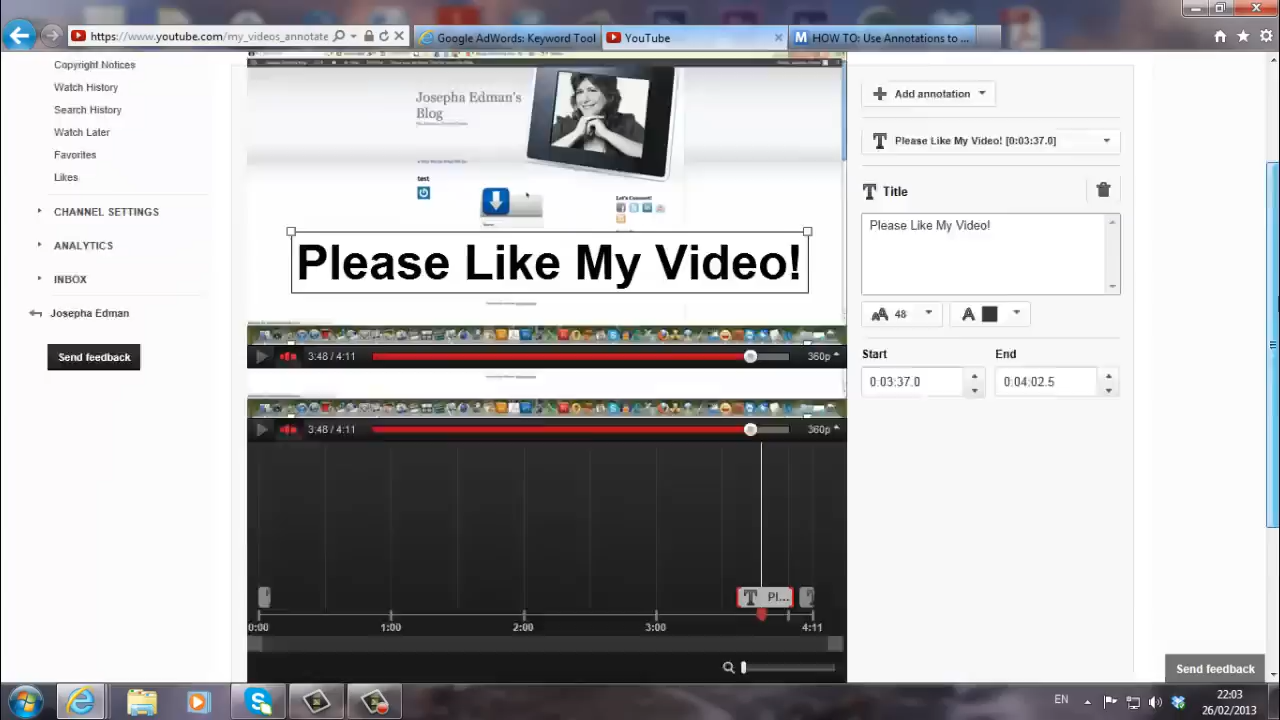 https://www.youtube.com/my_videos_annotate
Google AdWords: Keyword Tool
YouTube
HOW TO: Use Annotations to ...
Copyright Notices
Watch History
Search History
Watch Later
Favorites
Likes
CHANNEL SETTINGS
ANALYTICS
INBOX
Josepha Edman
Send feedback
Josepha Edman's
Blog
test
Let's Connect!
Please Like My Video!
3:48 / 4:11
360p
3:48 / 4:11
360p
Pl...
0:00
1:00
2:00
3:00
4:11
Add annotation
Please Like My Video! [0:03:37.0]
Title
Please Like My Video!
48
Start
End
0:03:37.0
0:04:02.5
Send feedback
EN
22:03
26/02/2013